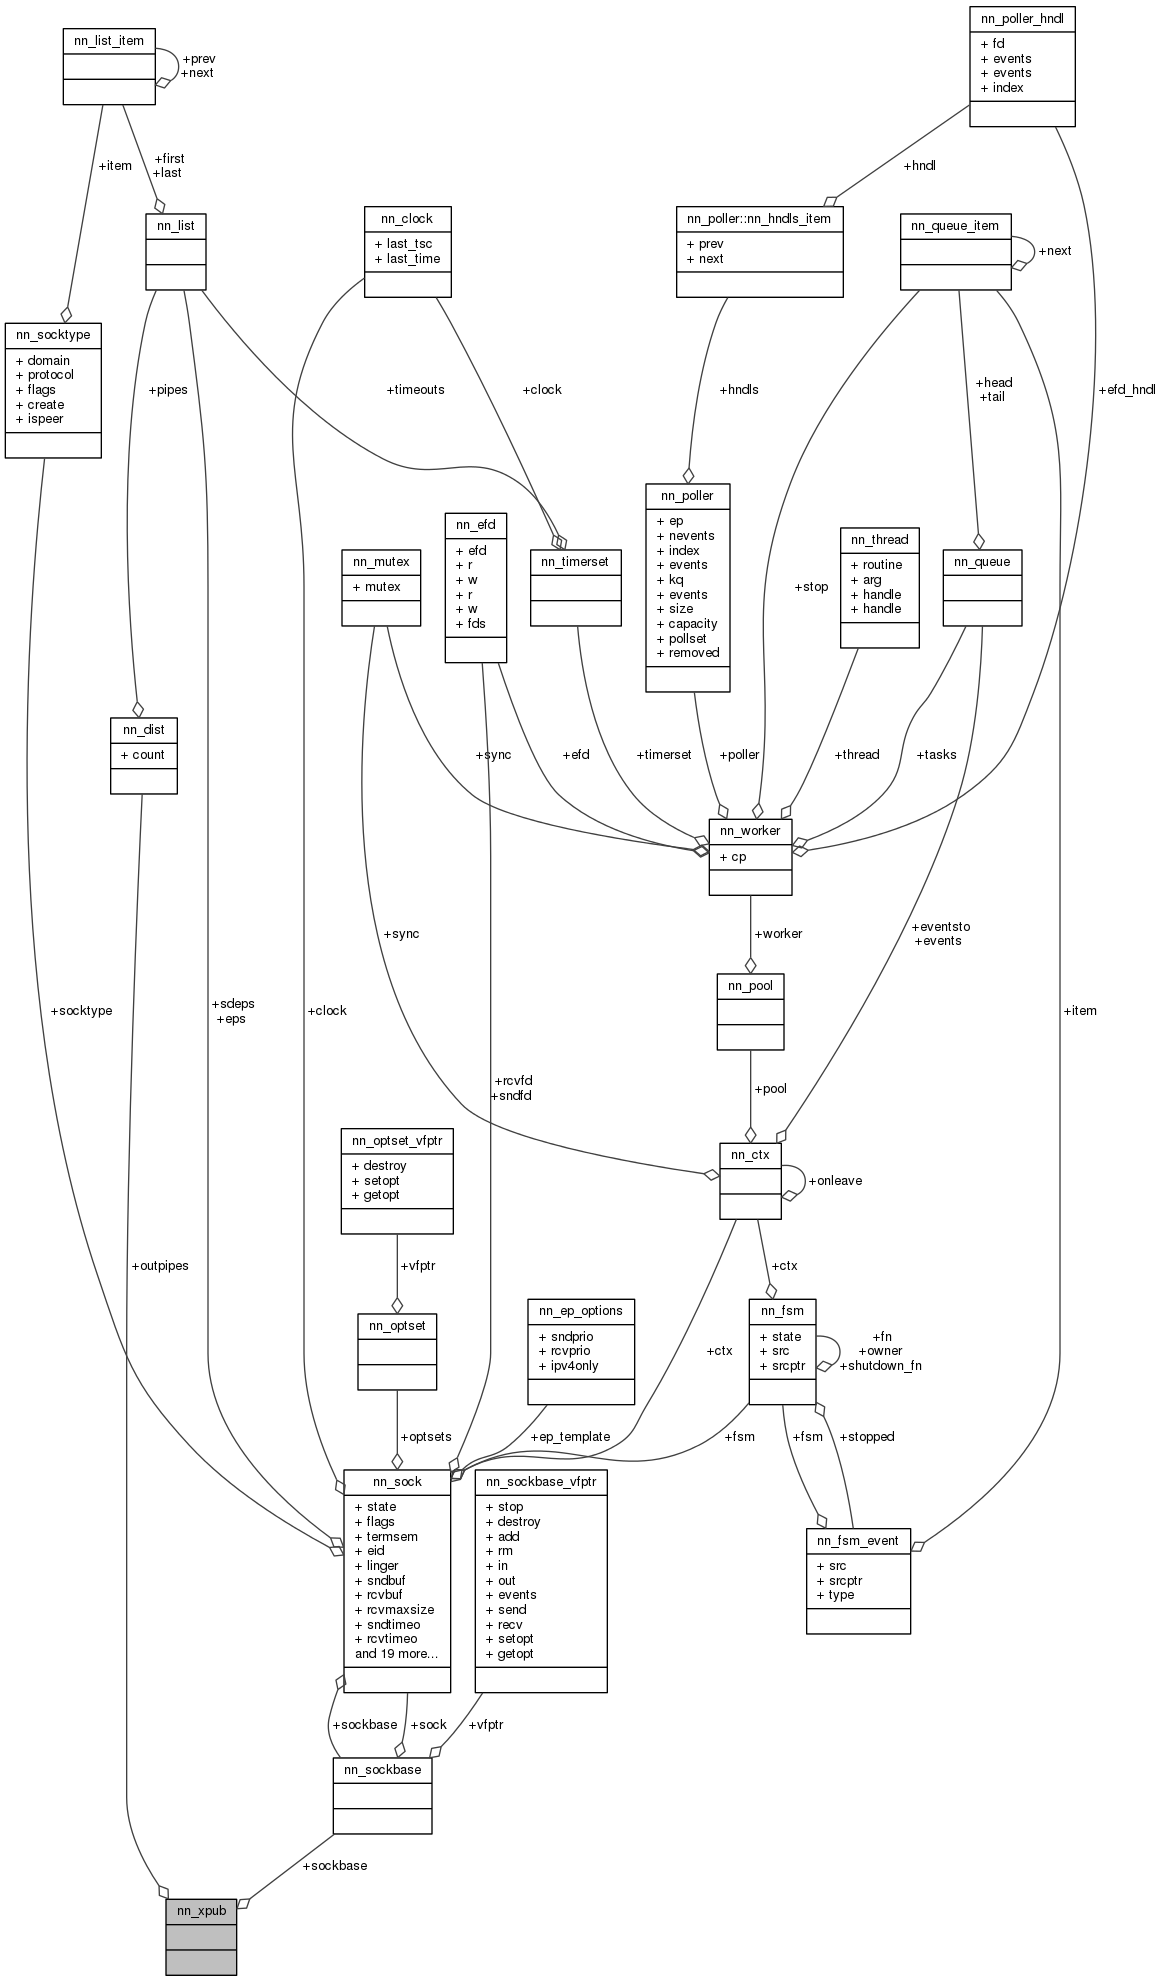 nn_poller_hndl
+ fd
+ events
+ events
+ index
nn_list_item
+prev
+next
+item
+first
+last
+hndl
nn_list
nn_clock
+ last_tsc
+ last_time
nn_poller::nn_hndls_item
+ prev
+ next
nn_queue_item
+next
nn_socktype
+ domain
+ protocol
+ flags
+ create
+ ispeer
+pipes
+timeouts
+clock
+hndls
+head
+tail
+efd_hndl
nn_mutex
+ mutex
nn_efd
+ efd
+ r
+ w
+ r
+ w
+ fds
nn_timerset
nn_poller
+ ep
+ nevents
+ index
+ events
+ kq
+ events
+ size
+ capacity
+ pollset
+ removed
+stop
nn_thread
+ routine
+ arg
+ handle
+ handle
nn_queue
nn_dist
+ count
+sync
+efd
+timerset
+poller
+thread
+tasks
nn_worker
+ cp
+sync
+worker
+eventsto
+events
nn_pool
+socktype
+sdeps
+eps
+clock
+item
+rcvfd
+sndfd
+pool
nn_optset_vfptr
+ destroy
+ setopt
+ getopt
nn_ctx
+onleave
+outpipes
+vfptr
+ctx
nn_optset
nn_ep_options
+ sndprio
+ rcvprio
+ ipv4only
+ctx
nn_fsm
+ state
+ src
+ srcptr
+fn
+owner
+shutdown_fn
+optsets
+ep_template
+fsm
+fsm
+stopped
nn_sock
+ state
+ flags
+ termsem
+ eid
+ linger
+ sndbuf
+ rcvbuf
+ rcvmaxsize
+ sndtimeo
+ rcvtimeo
and 19 more...
nn_sockbase_vfptr
+ stop
+ destroy
+ add
+ rm
+ in
+ out
+ events
+ send
+ recv
+ setopt
+ getopt
nn_fsm_event
+ src
+ srcptr
+ type
+sockbase
+sock
+vfptr
nn_sockbase
+sockbase
nn_xpub